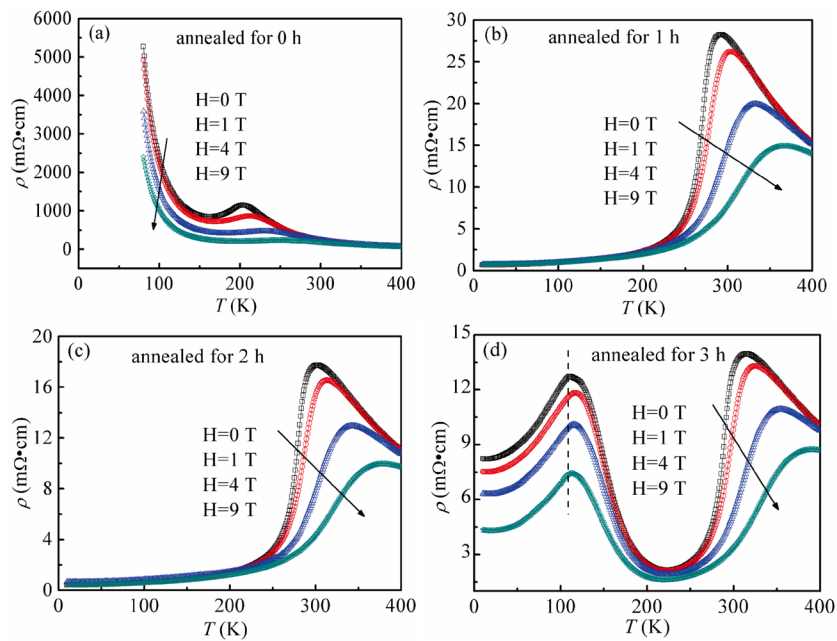 (a)
annealed for 0 h
H=0 T
H=1 T
H=4 T
H=9 T
6000
5000
4000
3000
2000
1000
0
ρ (mΩ•cm)
0
100
200
300
400
T (K)
(b)
annealed for 1 h
H=0 T
H=1 T
H=4 T
H=9 T
30
25
20
15
10
5
0
ρ (mΩ•cm)
0
100
200
300
400
T (K)
(c)
annealed for 2 h
H=0 T
H=1 T
H=4 T
H=9 T
20
16
12
8
4
0
ρ (mΩ•cm)
0
100
200
300
400
T (K)
(d)
annealed for 3 h
H=0 T
H=1 T
H=4 T
H=9 T
15
12
9
6
3
ρ (mΩ•cm)
0
100
200
300
400
T (K)